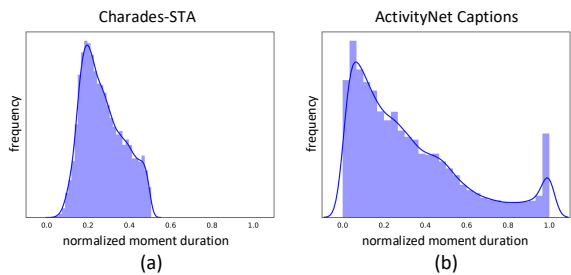 Charades-STA
ActivityNet Captions
frequency
0.0 0.2 0.4 0.6 0.8 1.0
normalized moment duration
(a)
frequency
0.0 0.2 0.4 0.6 0.8 1.0
normalized moment duration
(b)